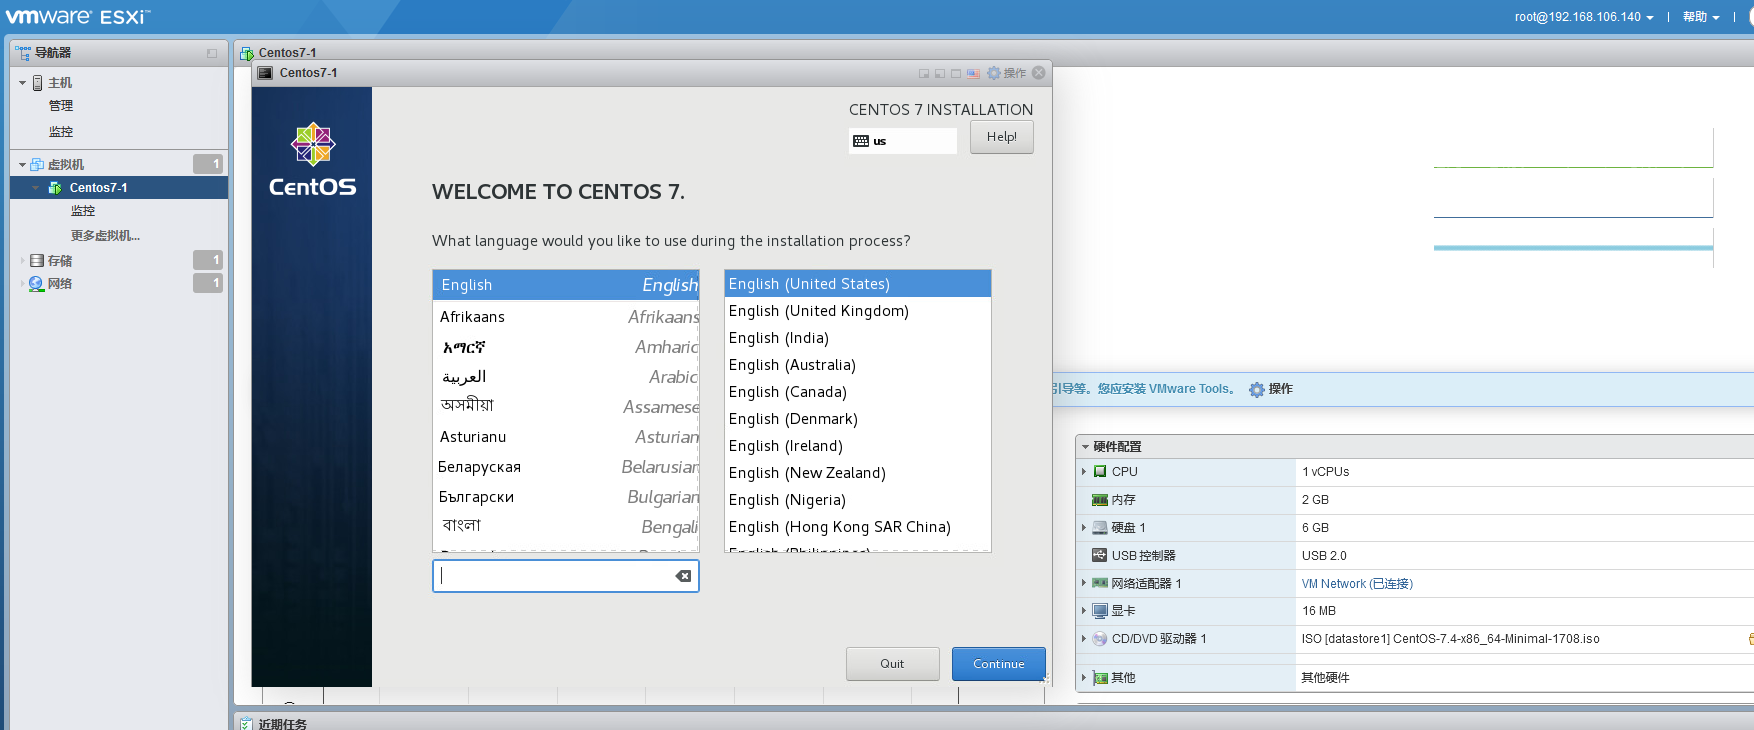 vmware ESXi™
root@192.168.106.140 | 帮助 |
导航器
主机
管理
监控
虚拟机 1
Centos7-1
监控
更多虚拟机...
存储 1
网络 1
Centos7-1
Centos7-1
操作
CentOS
CENTOS 7 INSTALLATION
us
Help!
WELCOME TO CENTOS 7.
What language would you like to use during the installation process?
English English
Afrikaans Afrikaans
አማርኛ Amharic
العربية Arabic
অসমীয়া Assamese
Asturianu Asturian
Беларуская Belarusian
Български Bulgarian
বাংলা Bengali
English (United States)
English (United Kingdom)
English (India)
English (Australia)
English (Canada)
English (Denmark)
English (Ireland)
English (New Zealand)
English (Nigeria)
English (Hong Kong SAR China)
English (Philippines)
Quit
Continue
引导等。您应安装 VMware Tools。 操作
硬件配置
CPU 1 vCPUs
内存 2 GB
硬盘 1 6 GB
USB 控制器 USB 2.0
网络适配器 1 VM Network (已连接)
显卡 16 MB
CD/DVD 驱动器 1 ISO [datastore1] CentOS-7.4-x86_64-Minimal-1708.iso
其他 其他硬件
近期任务